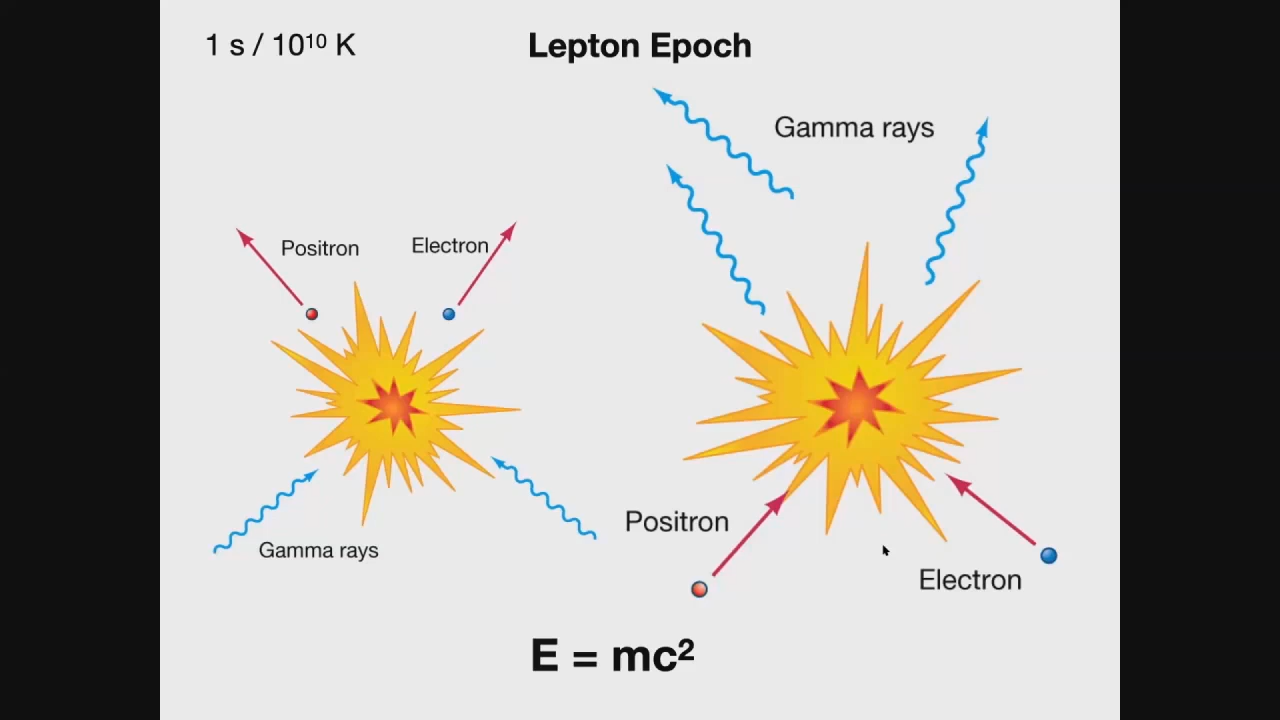 1 s / 10¹⁰ K
Lepton Epoch
Gamma rays
Positron
Electron
Gamma rays
Positron
Electron
E = mc²